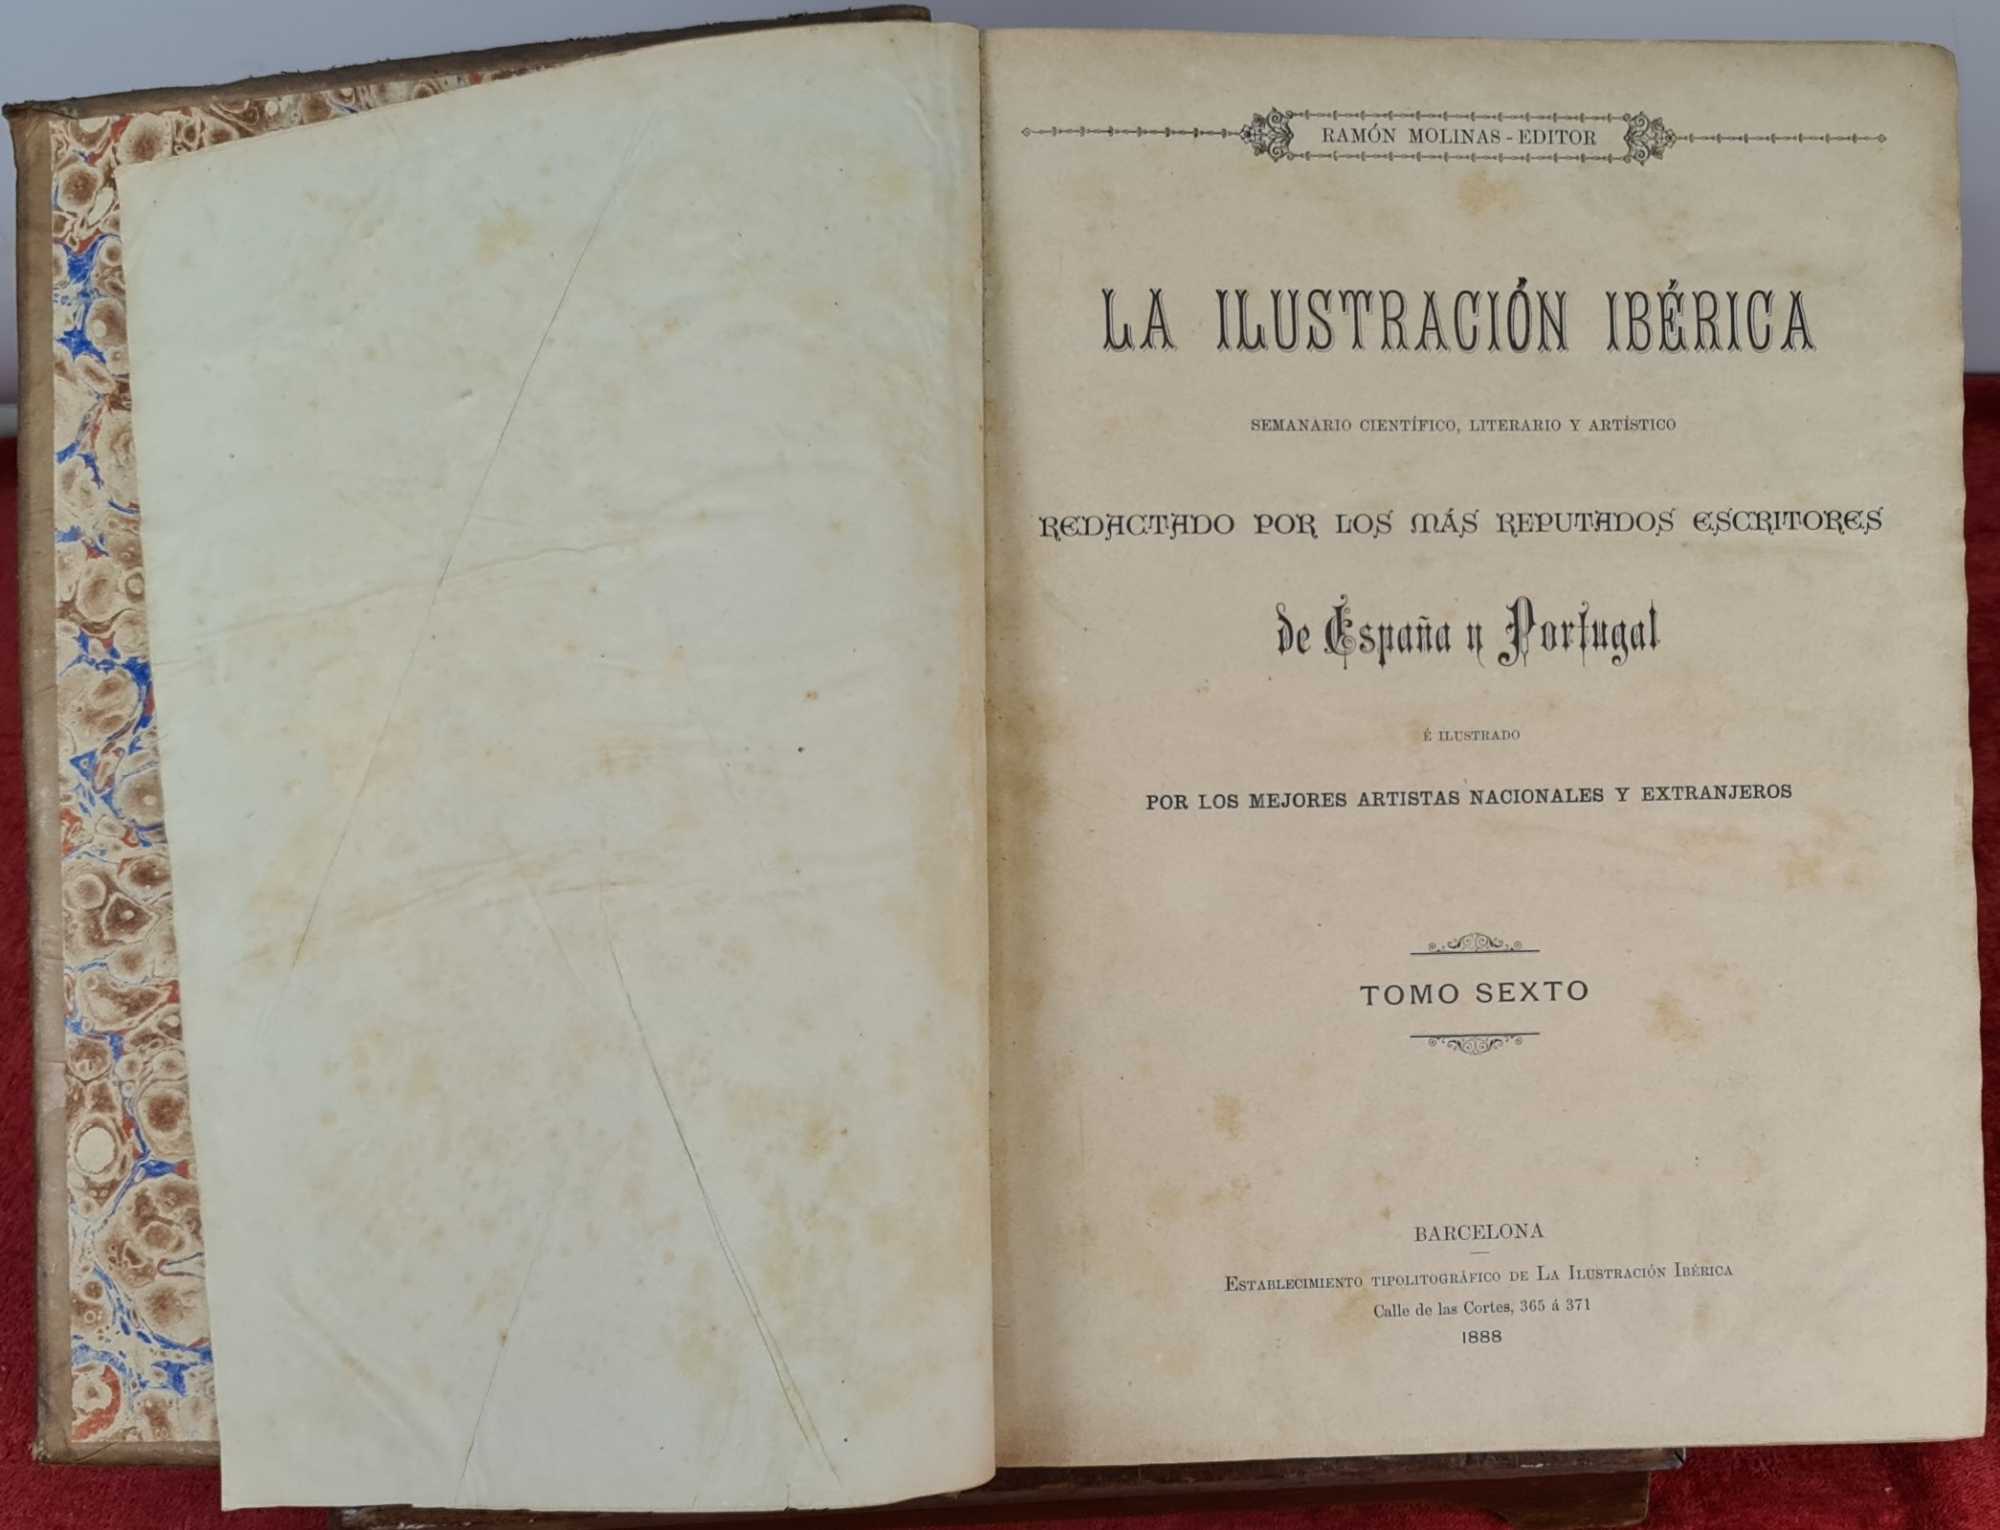 RAMÓN MOLINAS-EDITOR
LA ILUSTRACIÓN IBÉRICA
SEMANARIO CIENTÍFICO, LITERARIO Y ARTÍSTICO
REDACTADO POR LOS MÁS REPUTADOS ESCRITORES
de España y Portugal
É ILUSTRADO
POR LOS MEJORES ARTISTAS NACIONALES Y EXTRANJEROS
TOMO SEXTO
BARCELONA
ESTABLECIMIENTO TIPOLITOGRÁFICO DE LA ILUSTRACIÓN IBÉRICA
Calle de las Cortes, 365 á 371
1888